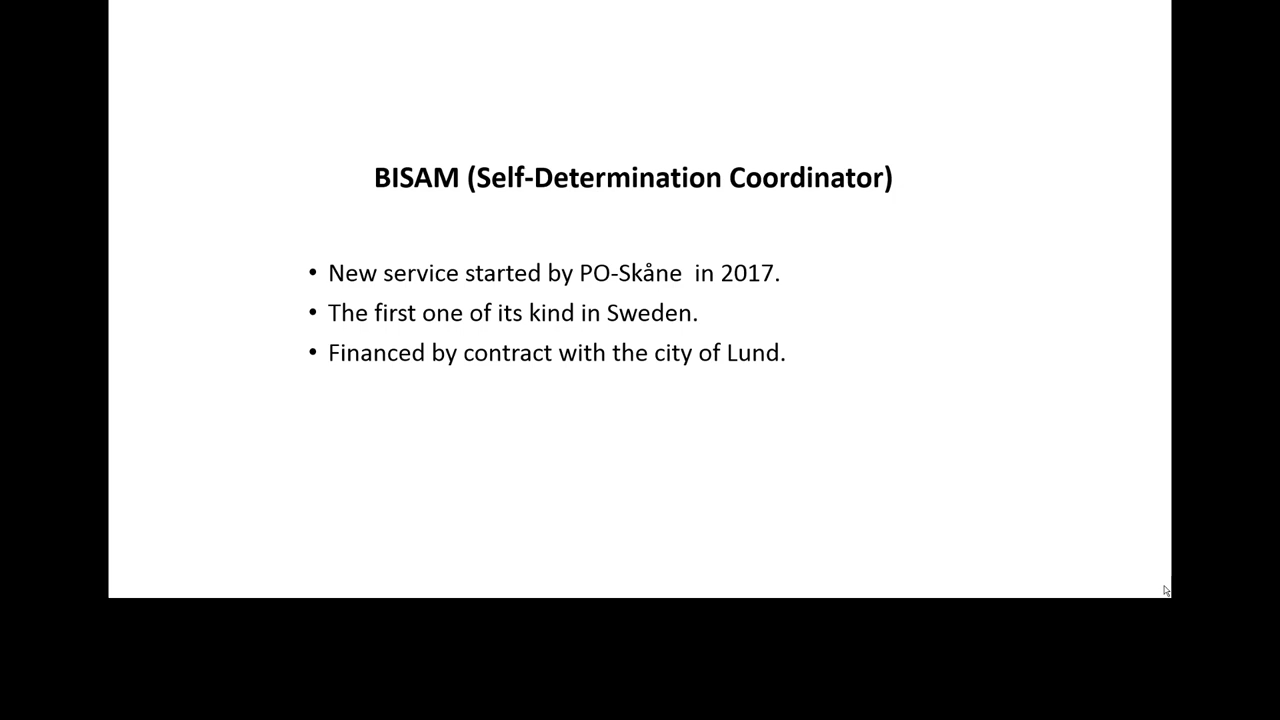 BISAM (Self-Determination Coordinator)
• New service started by PO-Skåne  in 2017.
• The first one of its kind in Sweden.
• Financed by contract with the city of Lund.